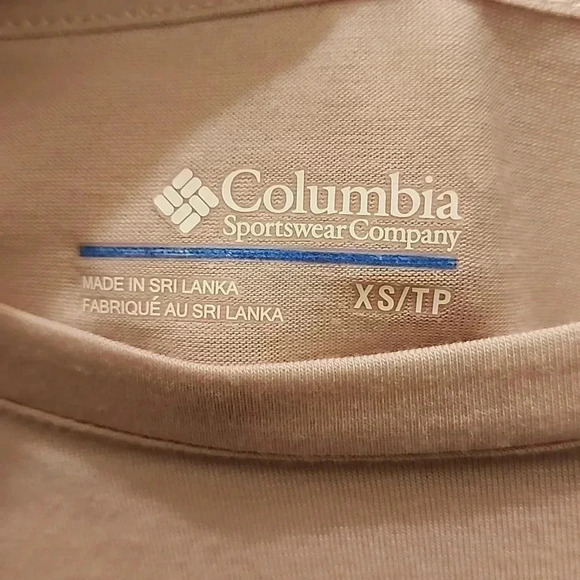 Columbia
Sportswear Company
MADE IN SRI LANKA
FABRIQUÉ AU SRI LANKA
XS/TP